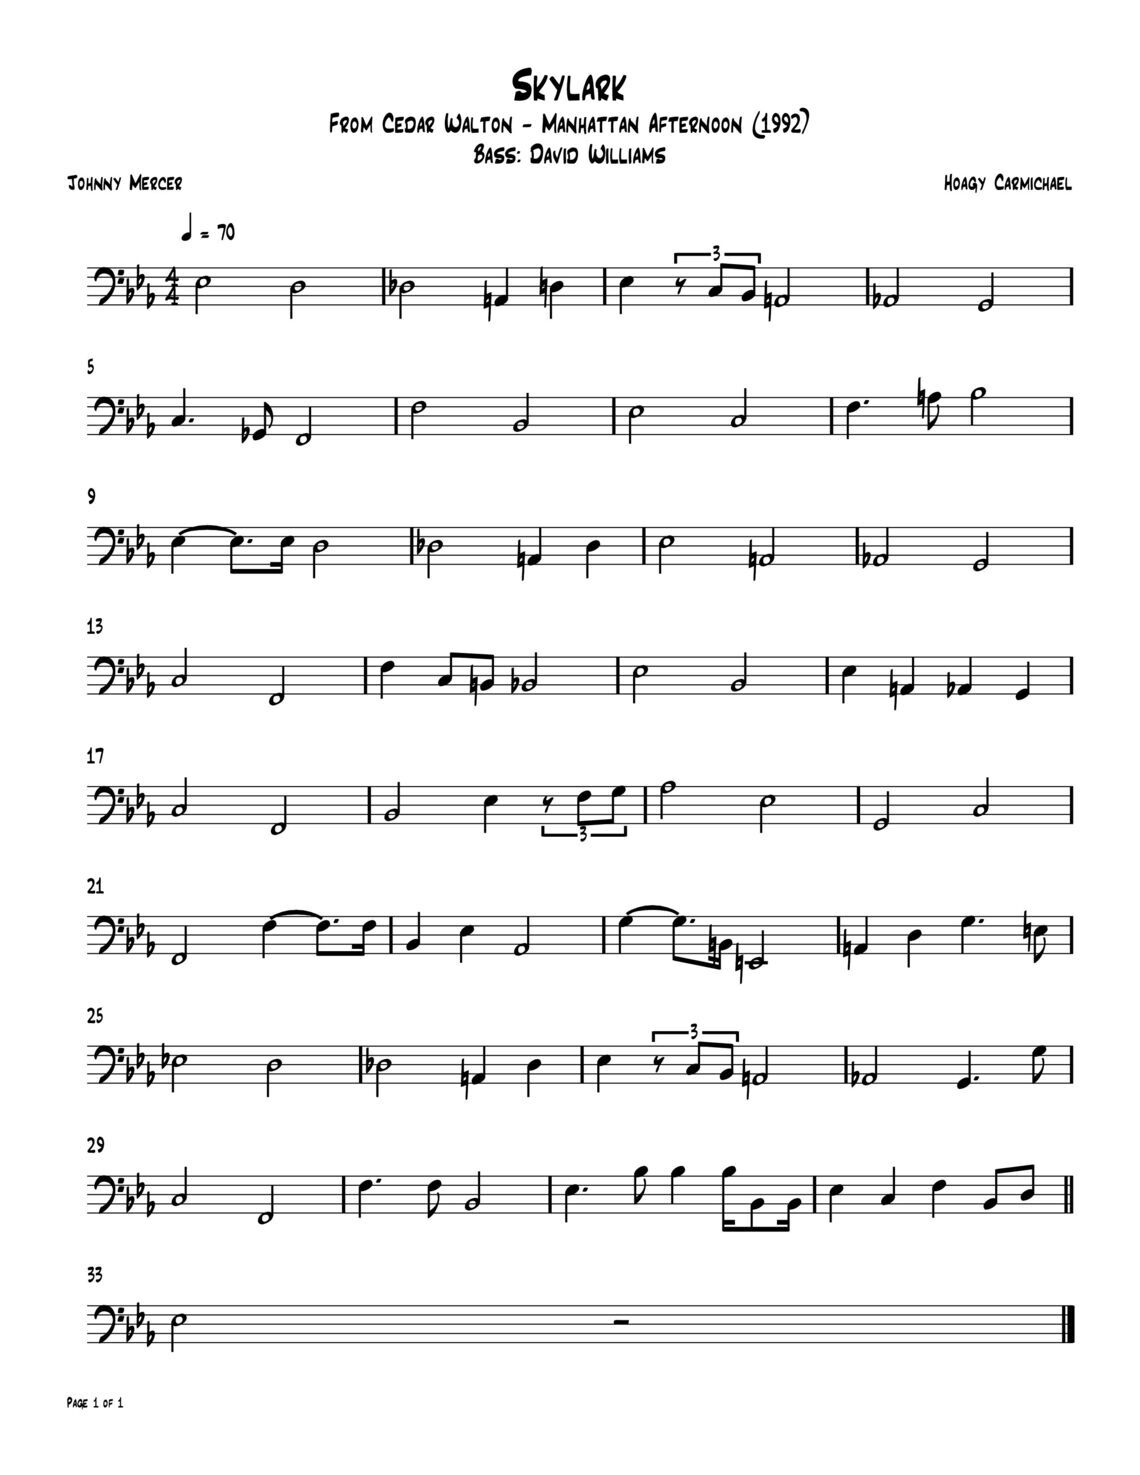 Skylark
From Cedar Walton - Manhattan Afternoon (1992)
Bass: David Williams
Johnny Mercer Hoagy Carmichael
= 70
4
4
3
5
9
13
17
3
21
25
3
29
33
Page 1 of 1